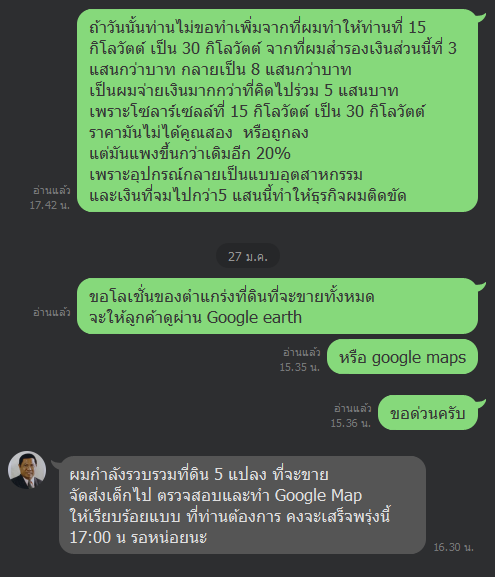 ถ้าวันนั้นท่านไม่ขอทำเพิ่มจากที่ผมทำให้ท่านที่ 15
กิโลวัตต์ เป็น 30 กิโลวัตต์ จากที่ผมสำรองเงินส่วนนี้ที่ 3
แสนกว่าบาท กลายเป็น 8 แสนกว่าบาท
เป็นผมจ่ายเงินมากกว่าที่คิดไปร่วม 5 แสนบาท
เพราะโซ่ลาร์เซลล์ที่ 15 กิโลวัตต์ เป็น 30 กิโลวัตต์
ราคามันไม่ได้คูณสอง หรือถูกลง
แต่มันแพงขึ้นกว่าเดิมอีก 20%
เพราะอุปกรณ์กลายเป็นแบบอุตสาหกรรม
และเงินที่จมไปกว่า5 แสนนี้ทำให้ธุรกิจผมติดขัด
อ่านแล้ว
17.42 น.
27 ม.ค.
ขอโลเชั่นของตำแกร่งที่ดินที่จะขายทั้งหมด
จะให้ลูกค้าดูผ่าน Google earth
อ่านแล้ว
หรือ google maps
อ่านแล้ว
15.35 น.
ขอด่วนครับ
อ่านแล้ว
15.36 น.
ผมกำลังรวบรวมที่ดิน 5 แปลง ที่จะขาย
จัดส่งเด็กไป ตรวจสอบและทำ Google Map
ให้เรียบร้อยแบบ ที่ท่านต้องการ คงจะเสร็จพรุ่งนี้
17:00 น รอหน่อยนะ
16.30 น.